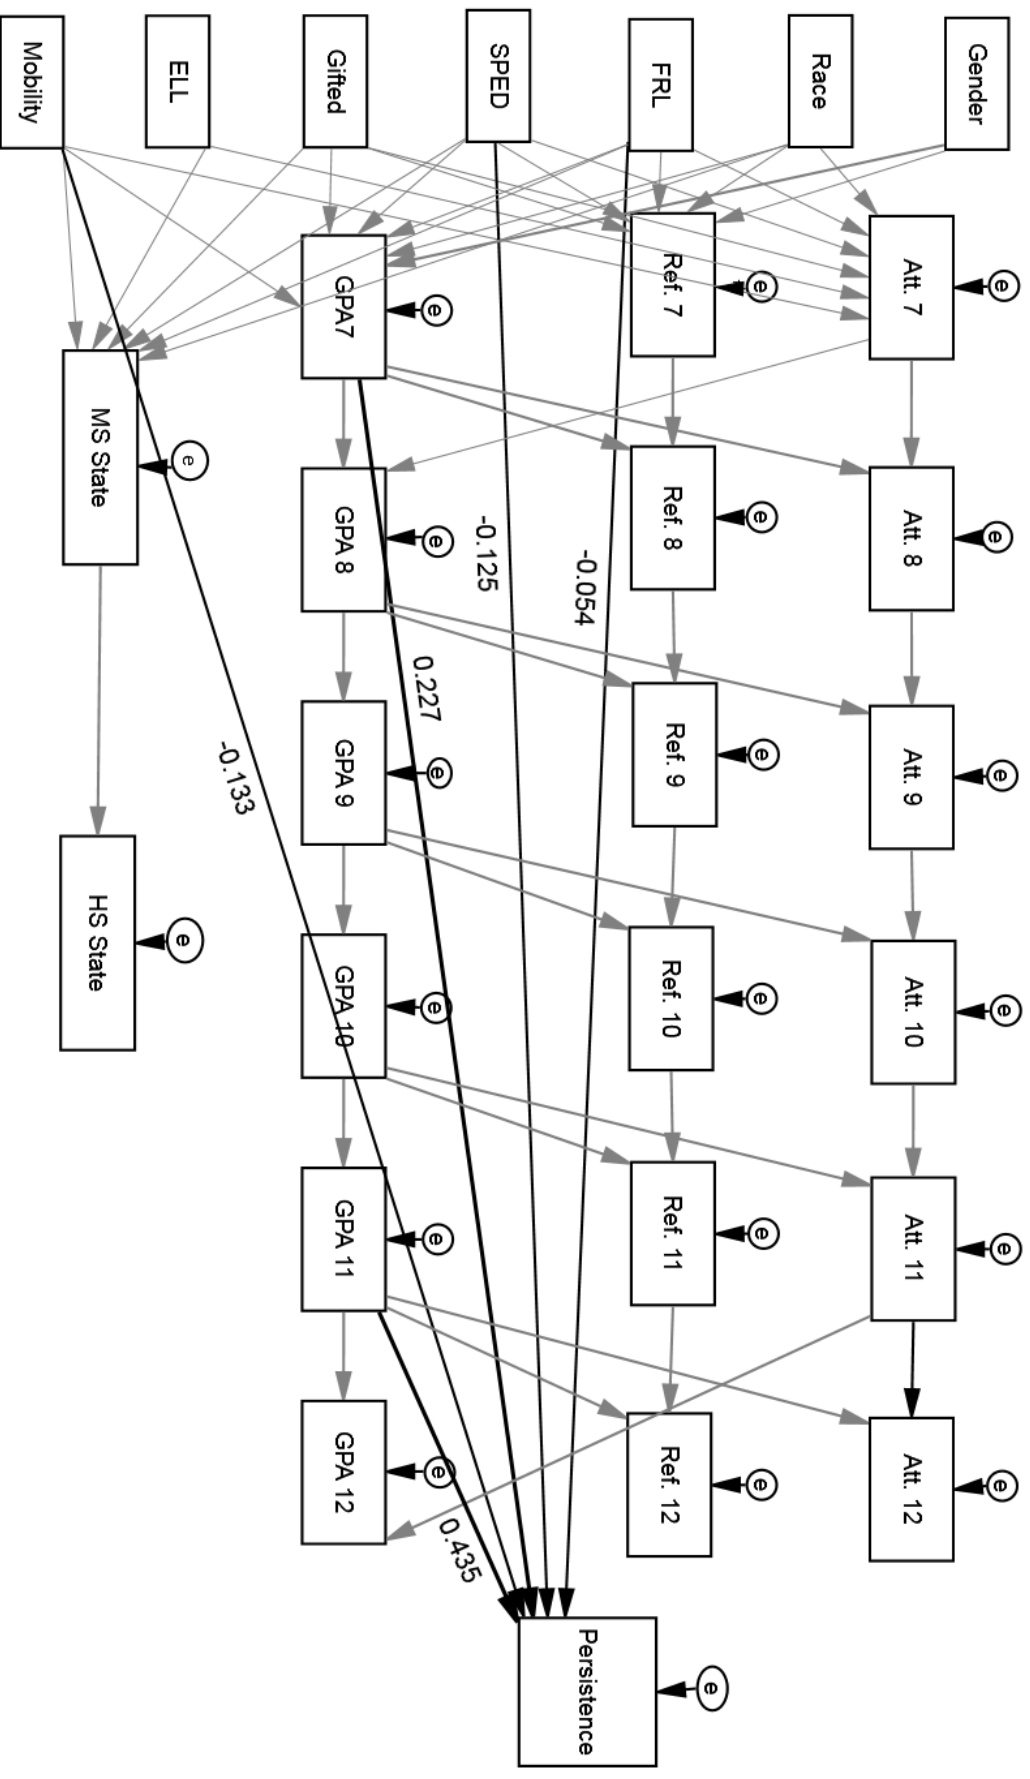 Gender
Race
FRL
SPED
Gifted
ELL
Mobility
Att. 7
e
Att. 8
e
Att. 9
e
Att. 10
e
Att. 11
e
Att. 12
e
Ref. 7
e
Ref. 8
e
Ref. 9
e
Ref. 10
e
Ref. 11
e
Ref. 12
e
-0.054
-0.125
Persistence
e
GPA7
e
GPA 8
e
GPA 9
e
GPA 10
e
GPA 11
e
GPA 12
e
0.227
0.435
-0.133
MS State
e
HS State
e